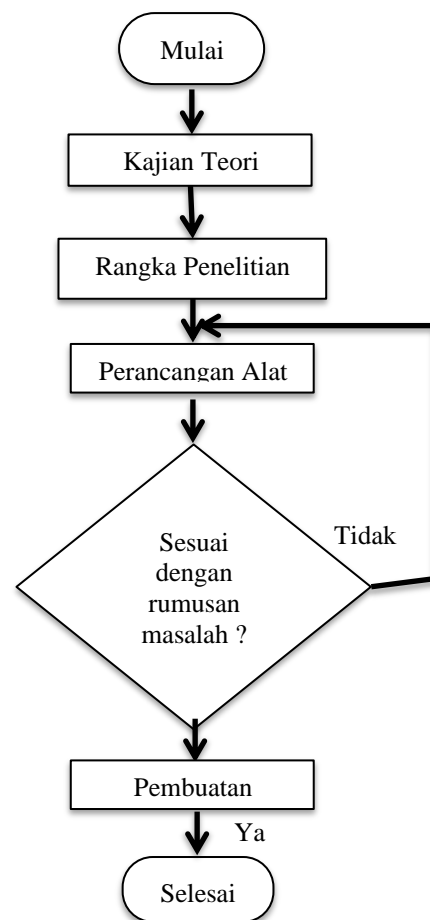 Mulai
Kajian Teori
Rangka Penelitian
Perancangan Alat
Sesuai
dengan
rumusan
masalah ?
Tidak
Pembuatan
Ya
Selesai